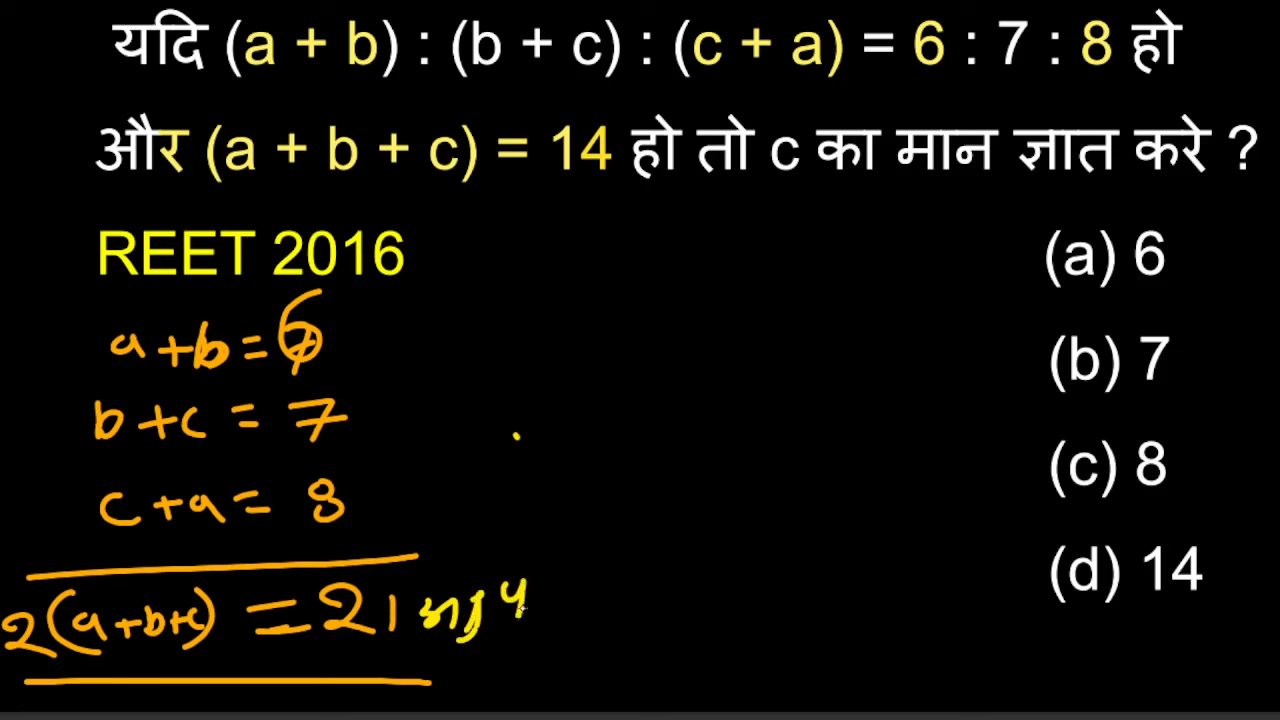 यदि (a + b) : (b + c) : (c + a) = 6 : 7 : 8 हो
और (a + b + c) = 14 हो तो c का मान ज्ञात करे ?
REET 2016
(a) 6
(b) 7
(c) 8
(d) 14
a + b = 6
b + c = 7
c + a = 8
2 (a + b + c) = 21